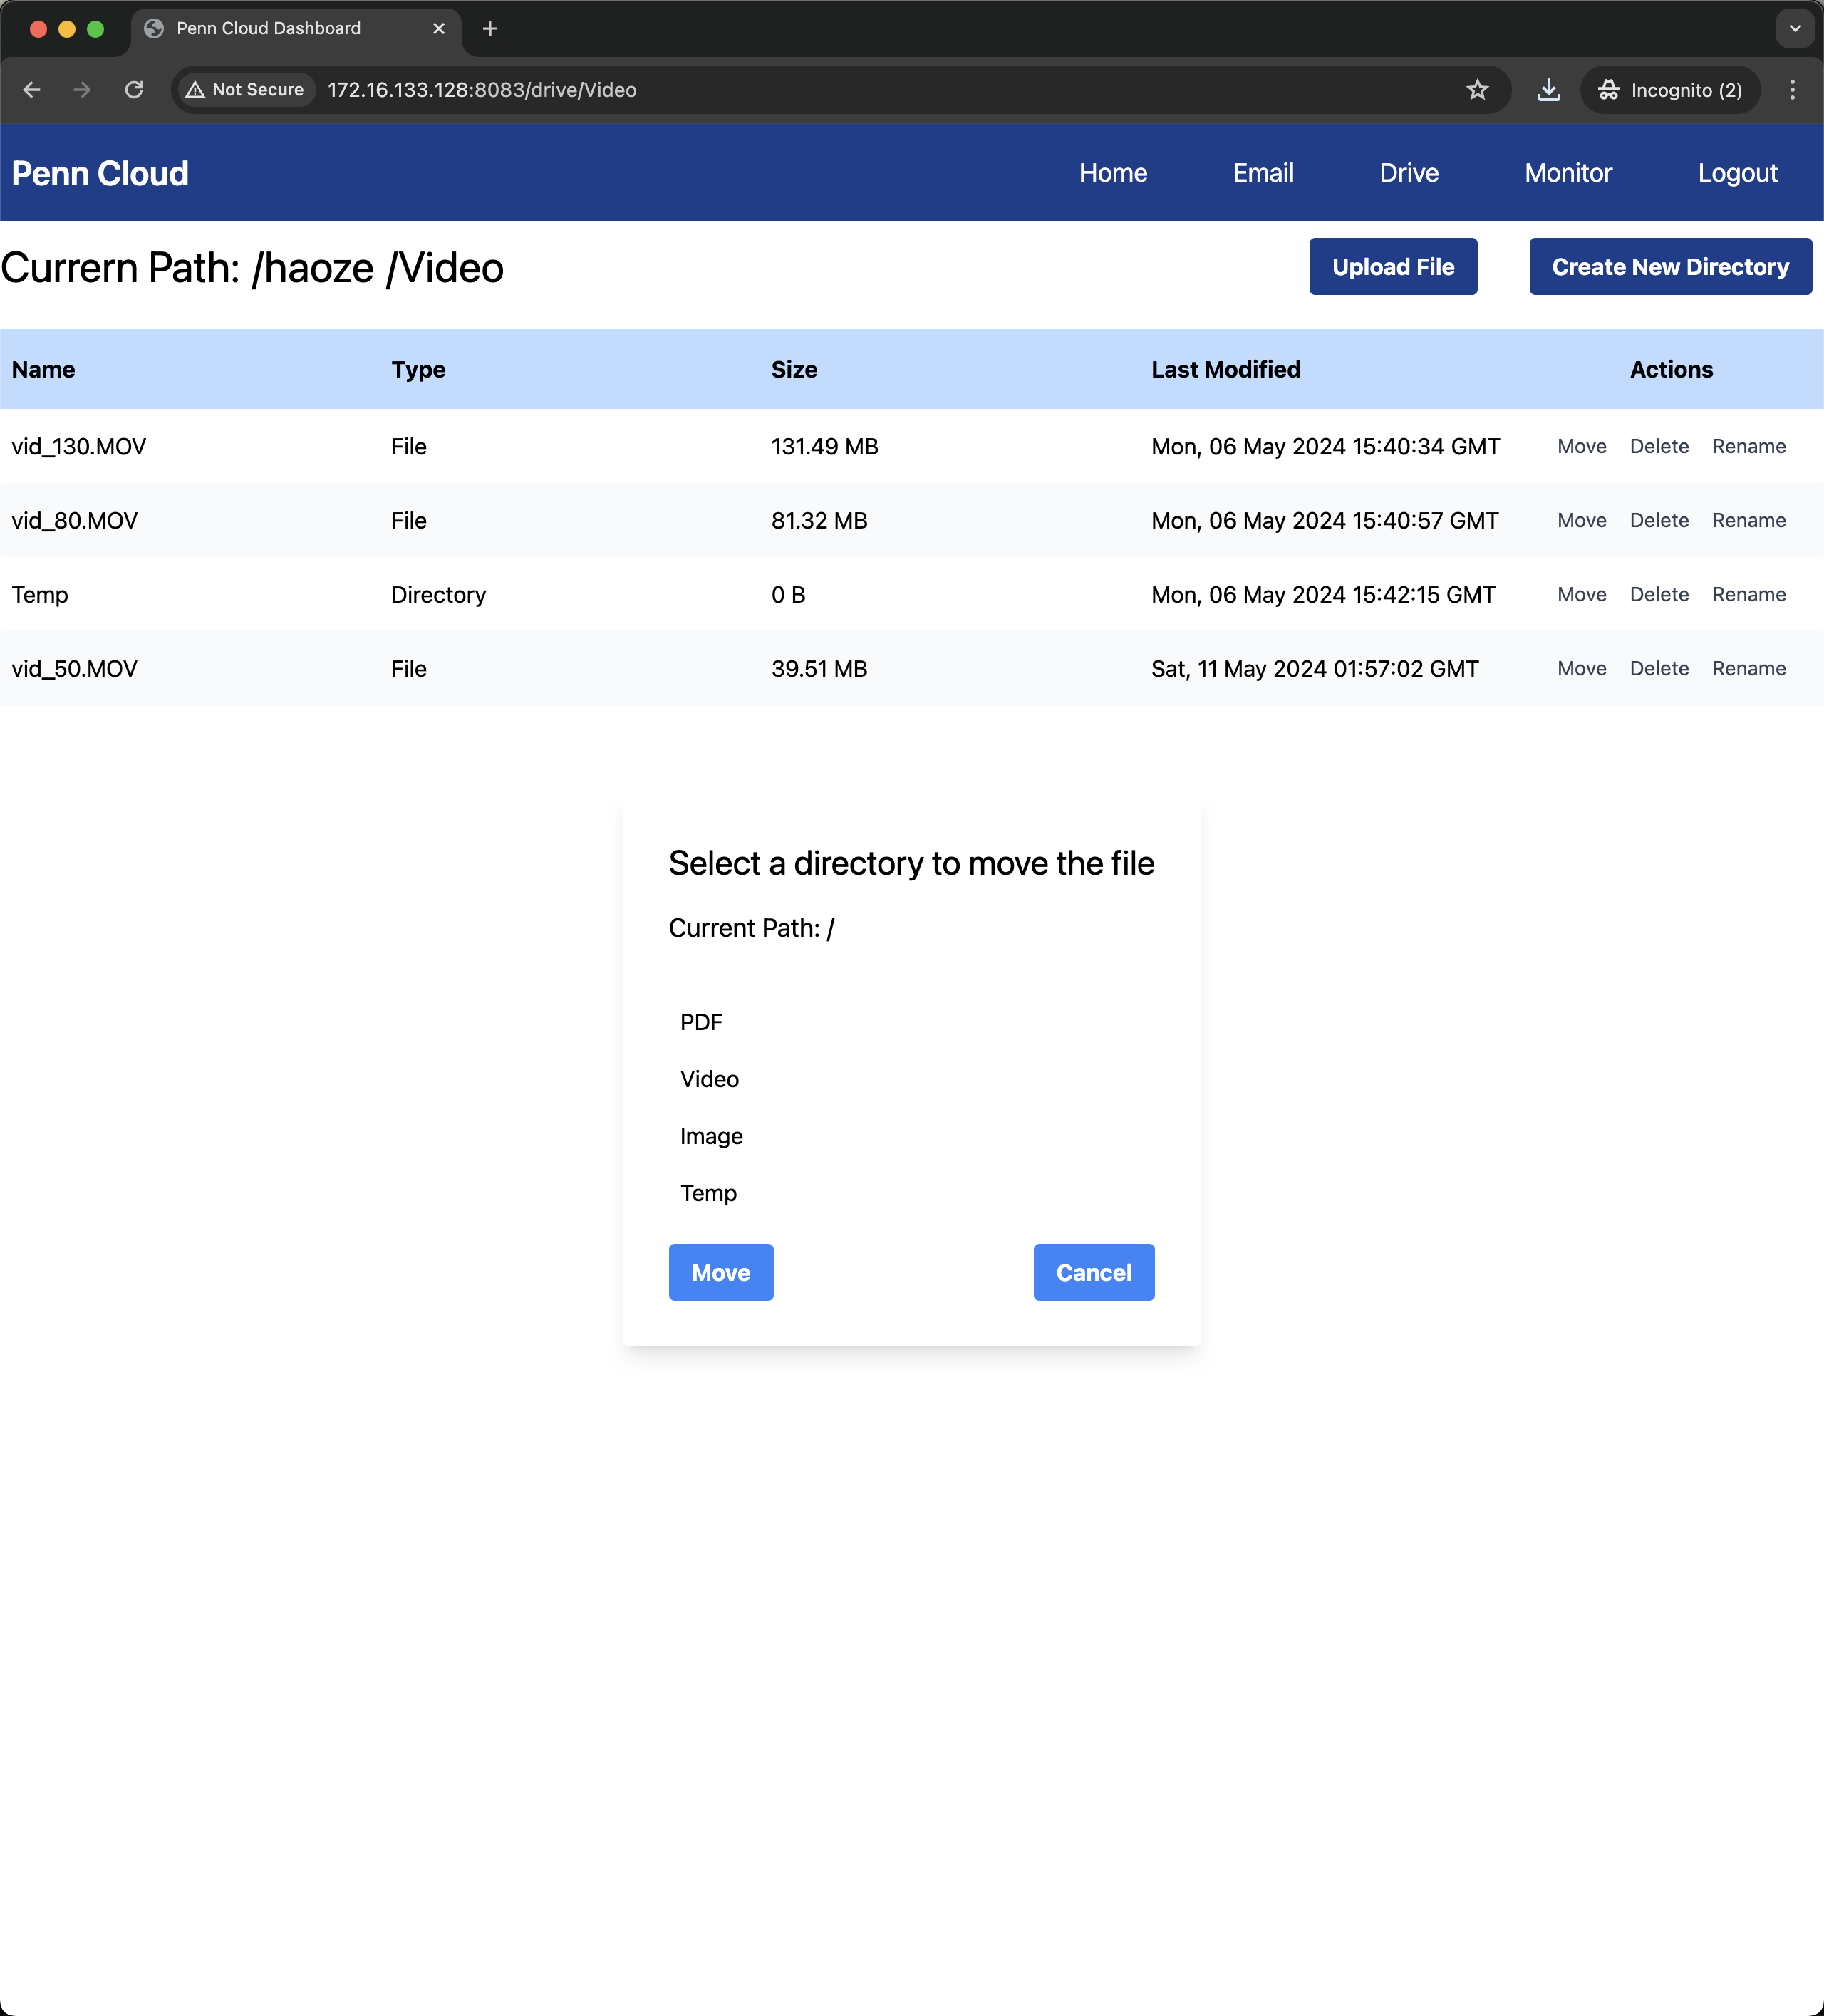 Penn Cloud Dashboard
Not Secure 172.16.133.128:8083/drive/Video Incognito (2)
Penn Cloud Home Email Drive Monitor Logout
Currern Path: /haoze /Video Upload File Create New Directory
Name Type Size Last Modified Actions
vid_130.MOV File 131.49 MB Mon, 06 May 2024 15:40:34 GMT Move Delete Rename
vid_80.MOV File 81.32 MB Mon, 06 May 2024 15:40:57 GMT Move Delete Rename
Temp Directory 0 B Mon, 06 May 2024 15:42:15 GMT Move Delete Rename
vid_50.MOV File 39.51 MB Sat, 11 May 2024 01:57:02 GMT Move Delete Rename
Select a directory to move the file
Current Path: /
PDF
Video
Image
Temp
Move Cancel